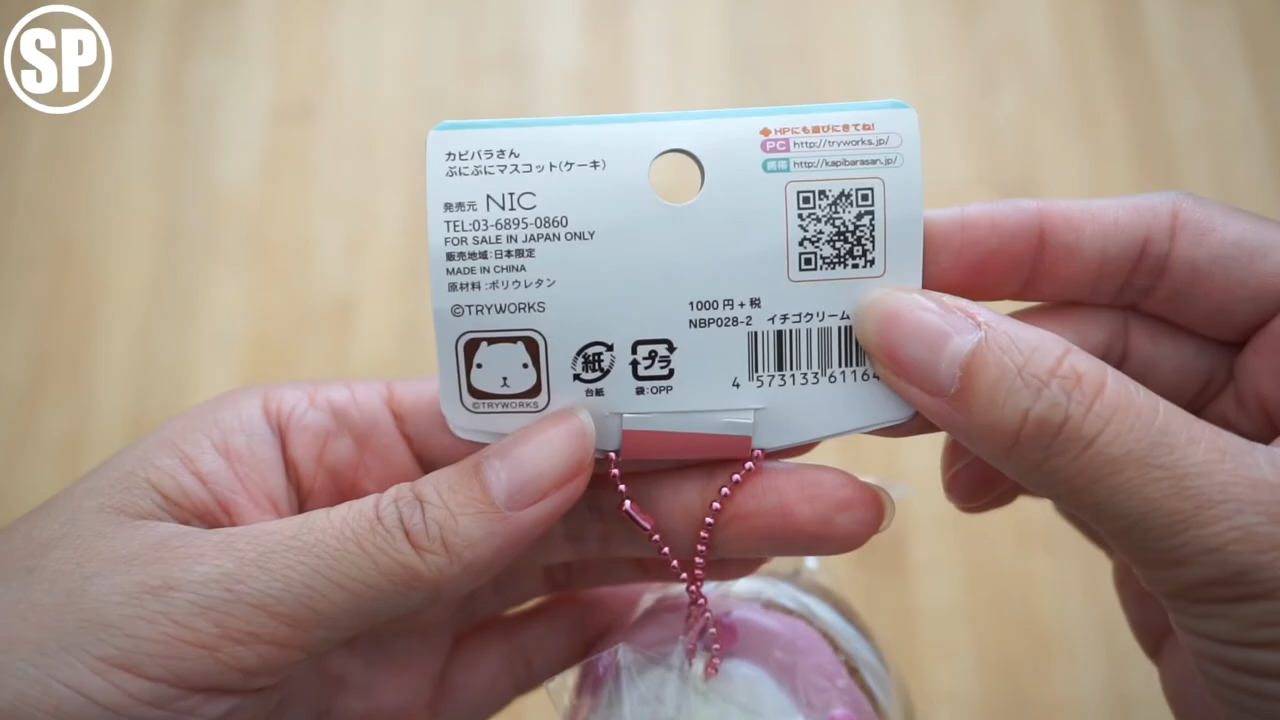 SP
カピバラさん
ぷにぷにマスコット(ケーキ)
発売元 NIC
TEL:03-6895-0860
FOR SALE IN JAPAN ONLY
販売地域:日本限定
MADE IN CHINA
原材料:ポリウレタン
©TRYWORKS
©TRYWORKS
紙
台紙
プラ
袋:OPP
HPにも遊びにきてね!
PC http://tryworks.jp/
携帯 http://kapibarasan.jp/
1000円+税
NBP028-2 イチゴクリーム
4 573133 61164